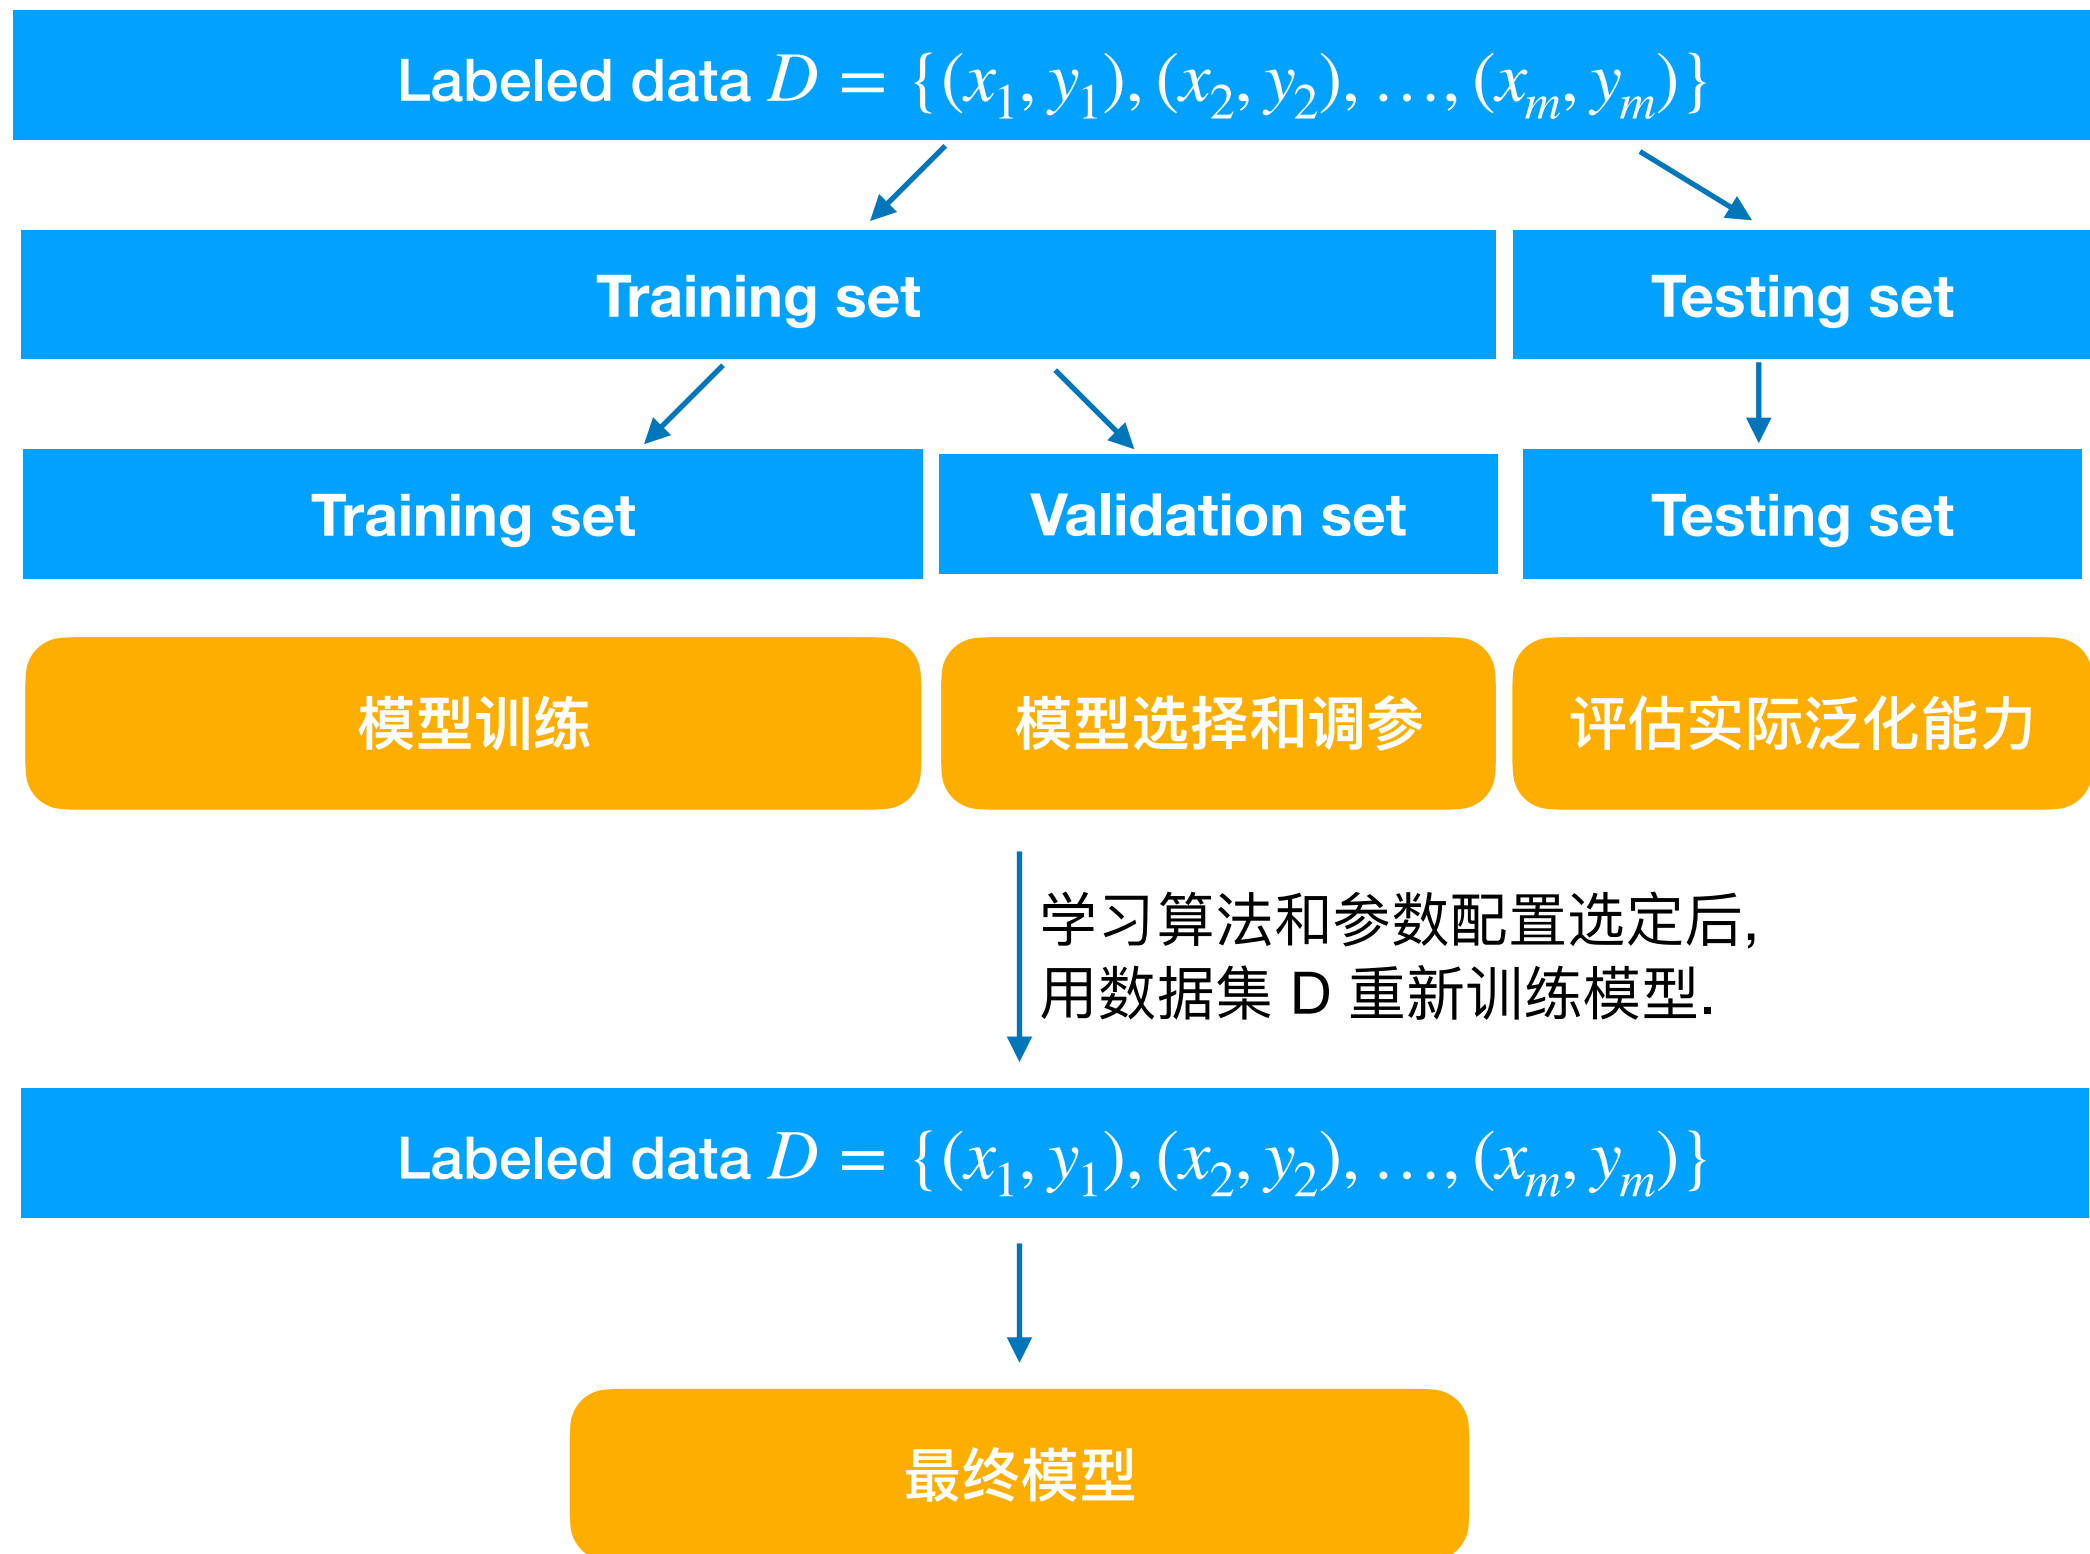 Labeled data D = {(x₁, y₁), (x₂, y₂), …, (xₘ, yₘ)}
Training set
Testing set
Training set
Validation set
Testing set
模型训练
模型选择和调参
评估实际泛化能力
学习算法和参数配置选定后,
用数据集 D 重新训练模型.
Labeled data D = {(x₁, y₁), (x₂, y₂), …, (xₘ, yₘ)}
最终模型